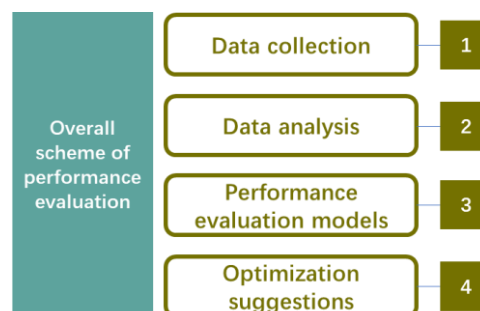 Overall
scheme of
performance
evaluation
Data collection
1
Data analysis
2
Performance
evaluation models
3
Optimization
suggestions
4